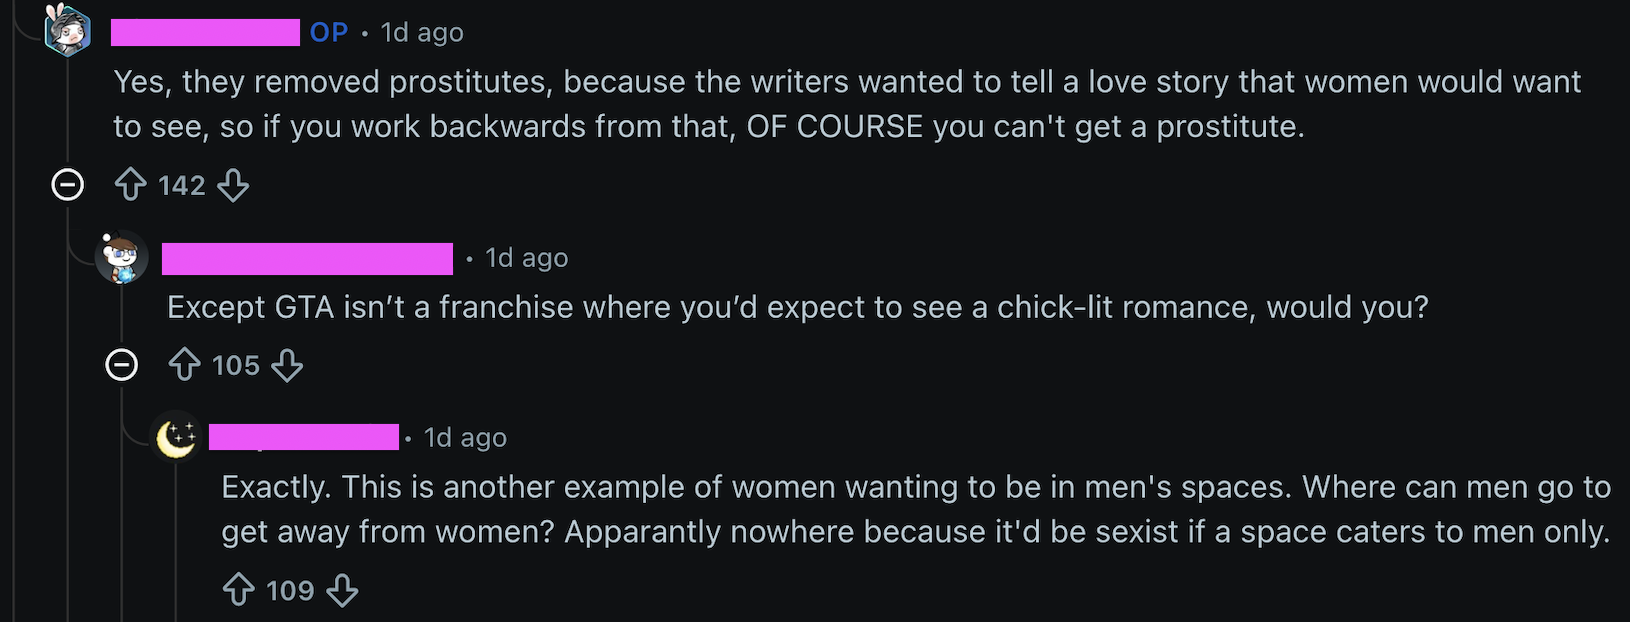 OP • 1d ago
Yes, they removed prostitutes, because the writers wanted to tell a love story that women would want
to see, so if you work backwards from that, OF COURSE you can't get a prostitute.
142
• 1d ago
Except GTA isn’t a franchise where you’d expect to see a chick-lit romance, would you?
105
• 1d ago
Exactly. This is another example of women wanting to be in men's spaces. Where can men go to
get away from women? Apparantly nowhere because it'd be sexist if a space caters to men only.
109